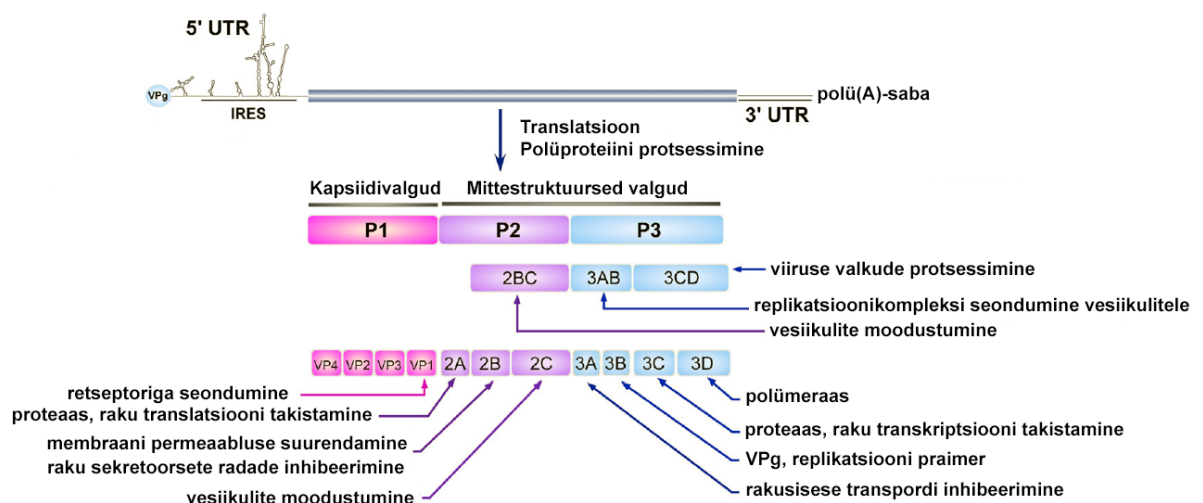 5' UTR
VPg
IRES
polü(A)-saba
3' UTR
Translatsioon
Polüproteiini protsessimine
Kapsiidivalgud
Mittestruktuursed valgud
P1
P2
P3
2BC
3AB
3CD
viiruse valkude protsessimine
replikatsioonikompleksi seondumine vesiikulitele
vesiikulite moodustumine
VP4
VP2
VP3
VP1
2A
2B
2C
3A
3B
3C
3D
retseptoriga seondumine
proteaas, raku translatsiooni takistamine
membraani permeaabluse suurendamine
raku sekretoorsete radade inhibeerimine
vesiikulite moodustumine
polümeraas
proteaas, raku transkriptsiooni takistamine
VPg, replikatsiooni praimer
rakusisese transpordi inhibeerimine